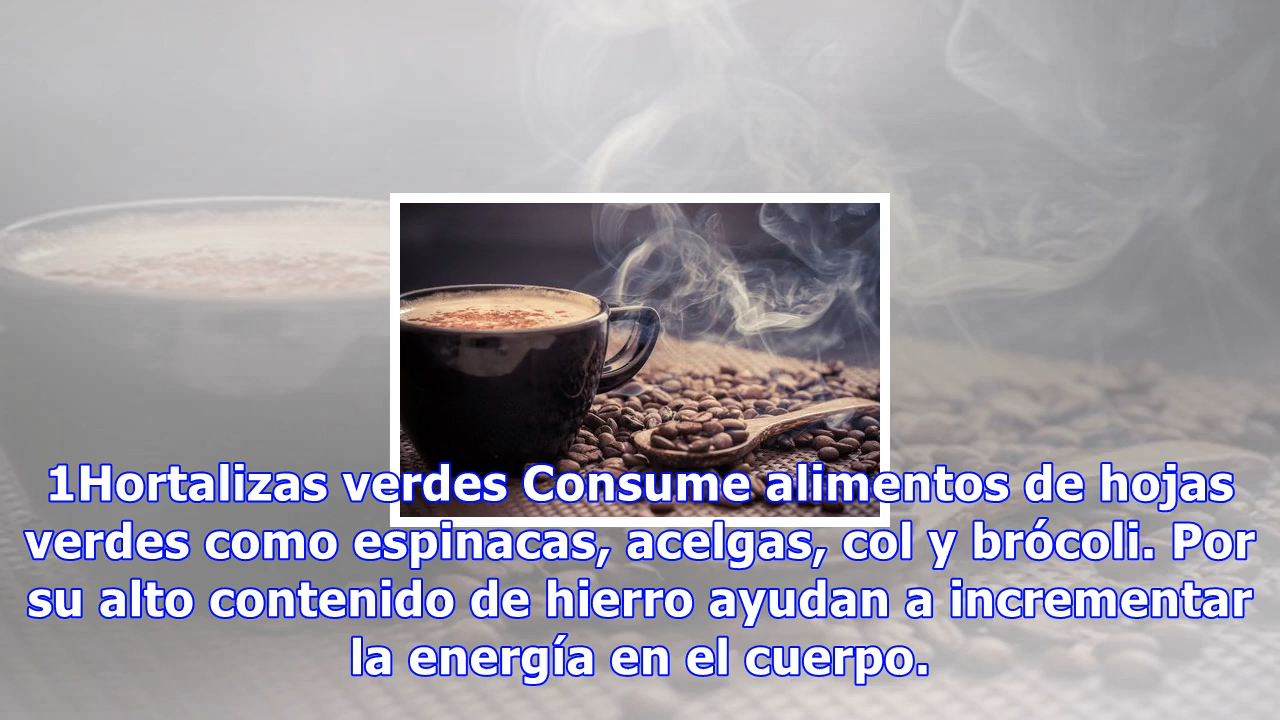 1Hortalizas verdes Consume alimentos de hojas
verdes como espinacas, acelgas, col y brócoli. Por
su alto contenido de hierro ayudan a incrementar
la energía en el cuerpo.